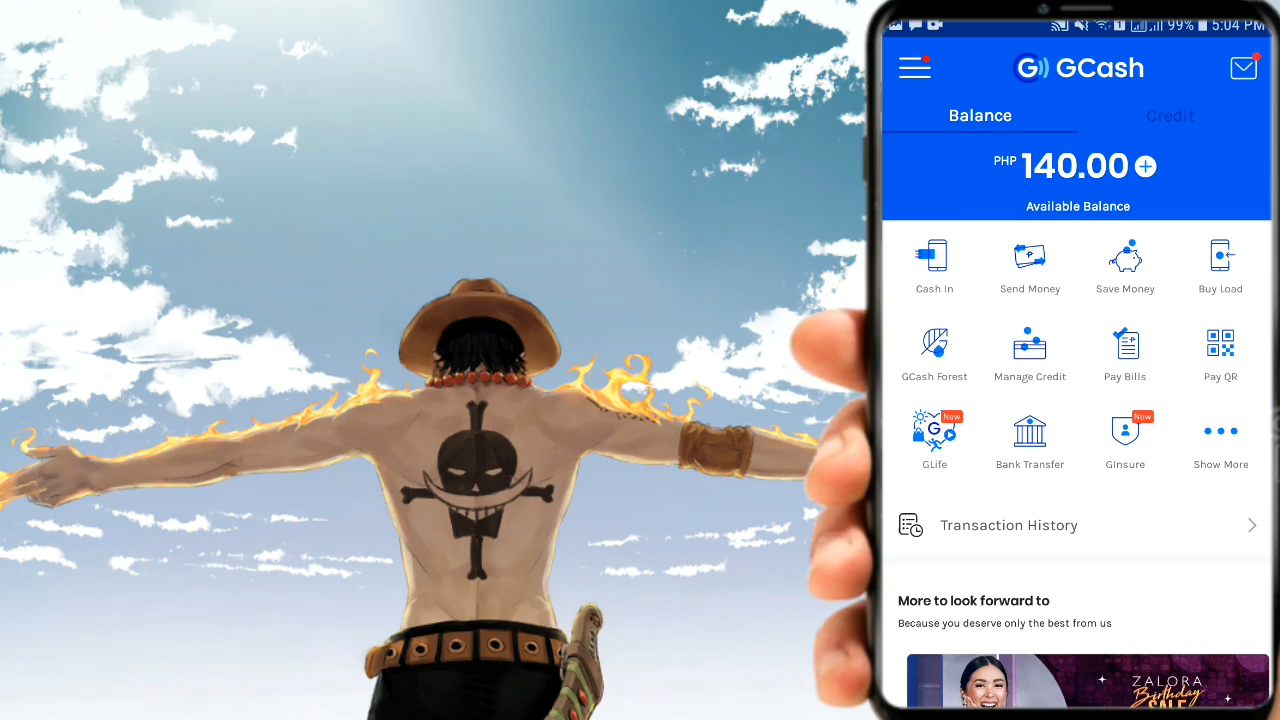 99% 5:04 PM
GCash
Balance Credit
PHP 140.00
Available Balance
Cash In Send Money Save Money Buy Load
GCash Forest Manage Credit Pay Bills Pay QR
New New
GLife Bank Transfer GInsure Show More
Transaction History
More to look forward to
Because you deserve only the best from us
ZALORA
Birthday
SALE